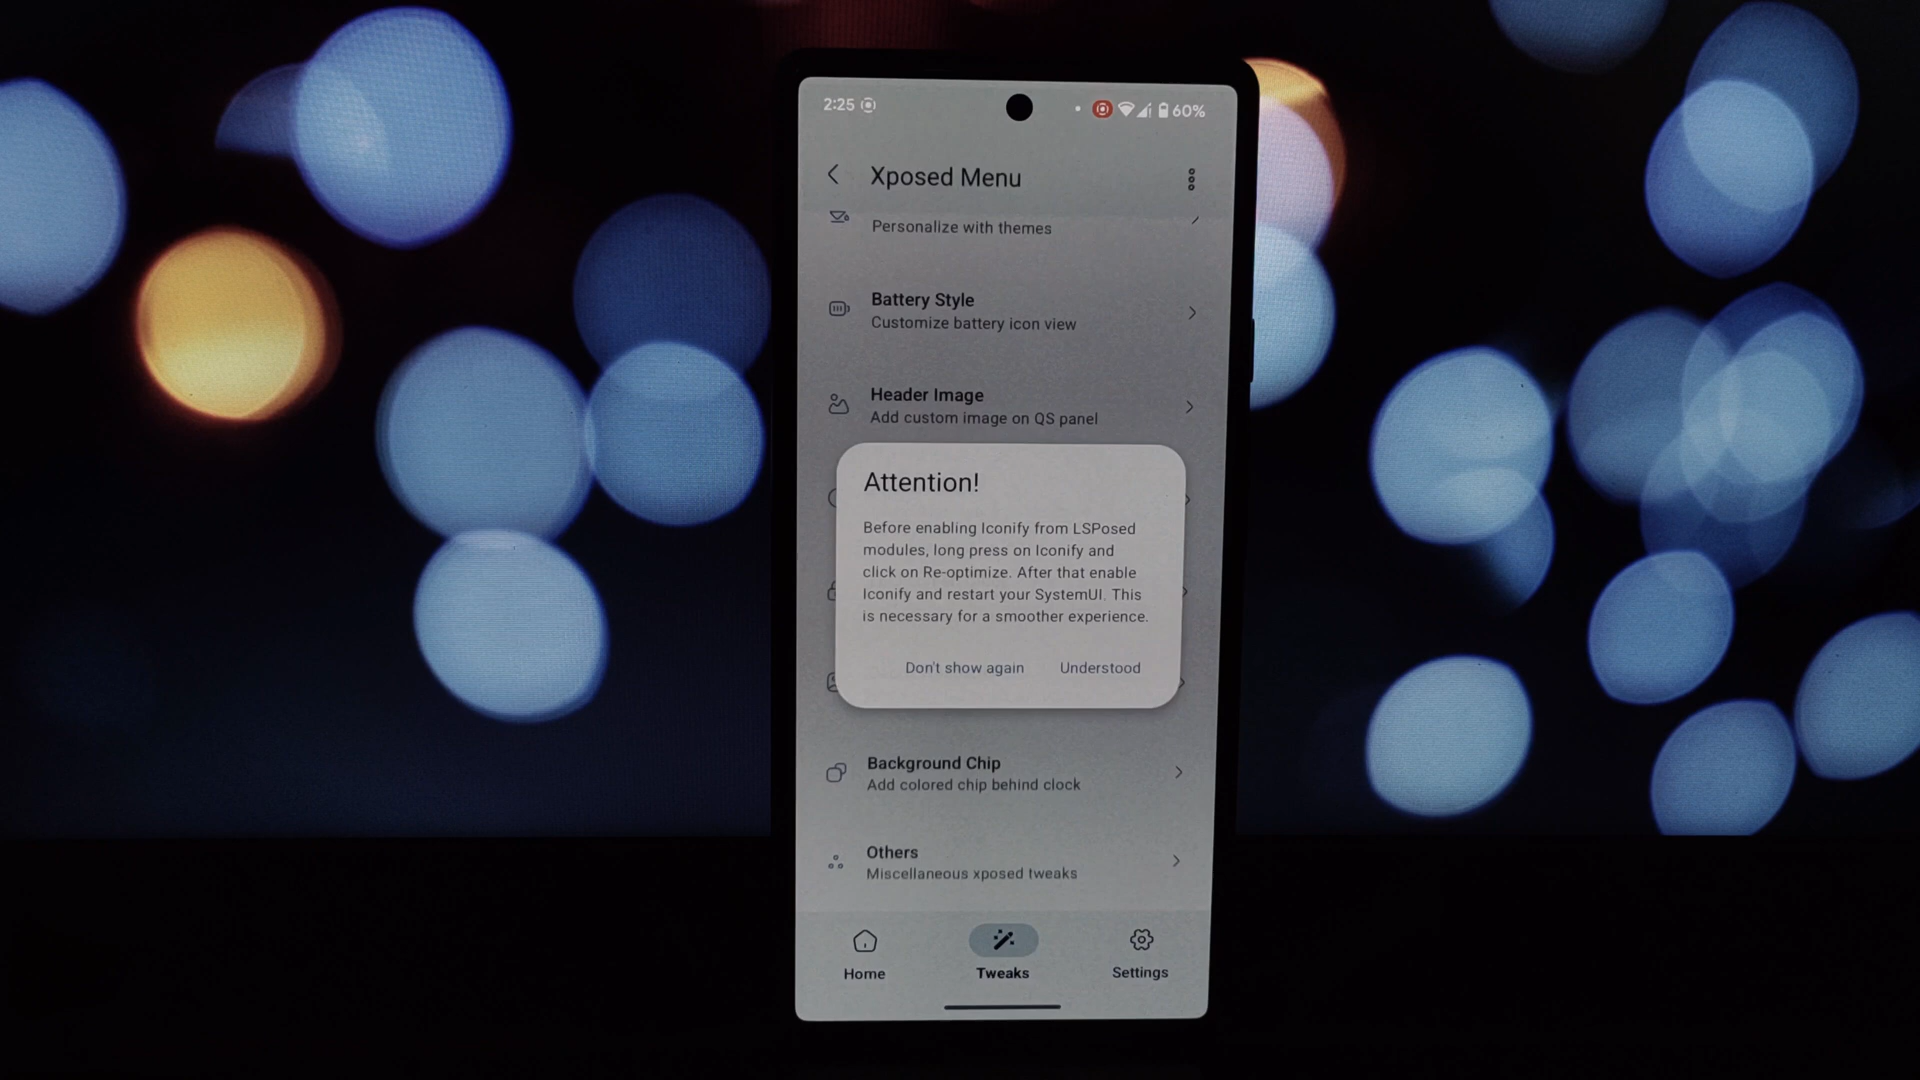 2:25
60%
Xposed Menu
Personalize with themes
Battery Style
Customize battery icon view
Header Image
Add custom image on QS panel
Attention!
Before enabling Iconify from LSPosed
modules, long press on Iconify and
click on Re-optimize. After that enable
Iconify and restart your SystemUI. This
is necessary for a smoother experience.
Don't show again
Understood
Background Chip
Add colored chip behind clock
Others
Miscellaneous xposed tweaks
Home
Tweaks
Settings